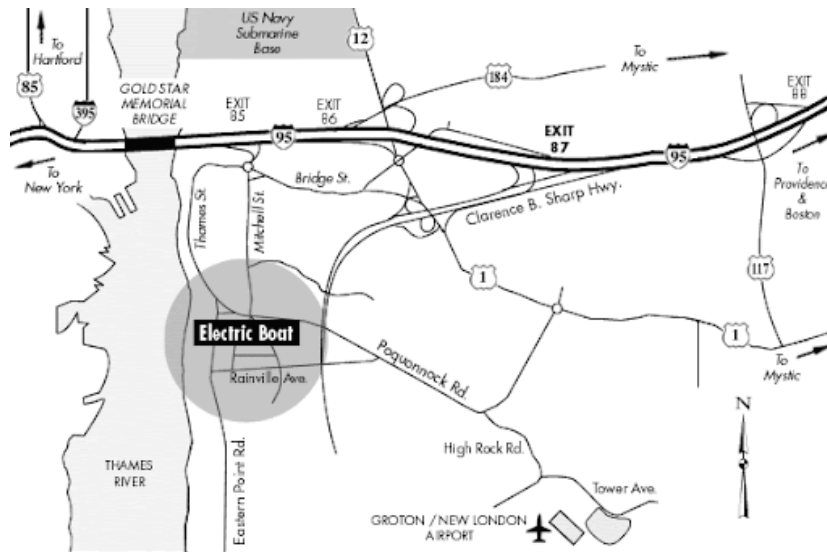 To
Hartford
85
395
GOLD STAR
MEMORIAL
BRIDGE
US Navy
Submarine
Base
12
EXIT
85
EXIT
86
184
To
Mystic
EXIT
88
95
EXIT
87
95
To
New York
Thames St.
Mitchell St.
Bridge St.
Clarence B. Sharp Hwy.
To
Providence
&
Boston
1
117
1
To
Mystic
Electric Boat
Rainville Ave.
Poquonnock Rd.
Eastern Point Rd.
THAMES
RIVER
High Rock Rd.
Tower Ave.
GROTON / NEW LONDON
AIRPORT
N